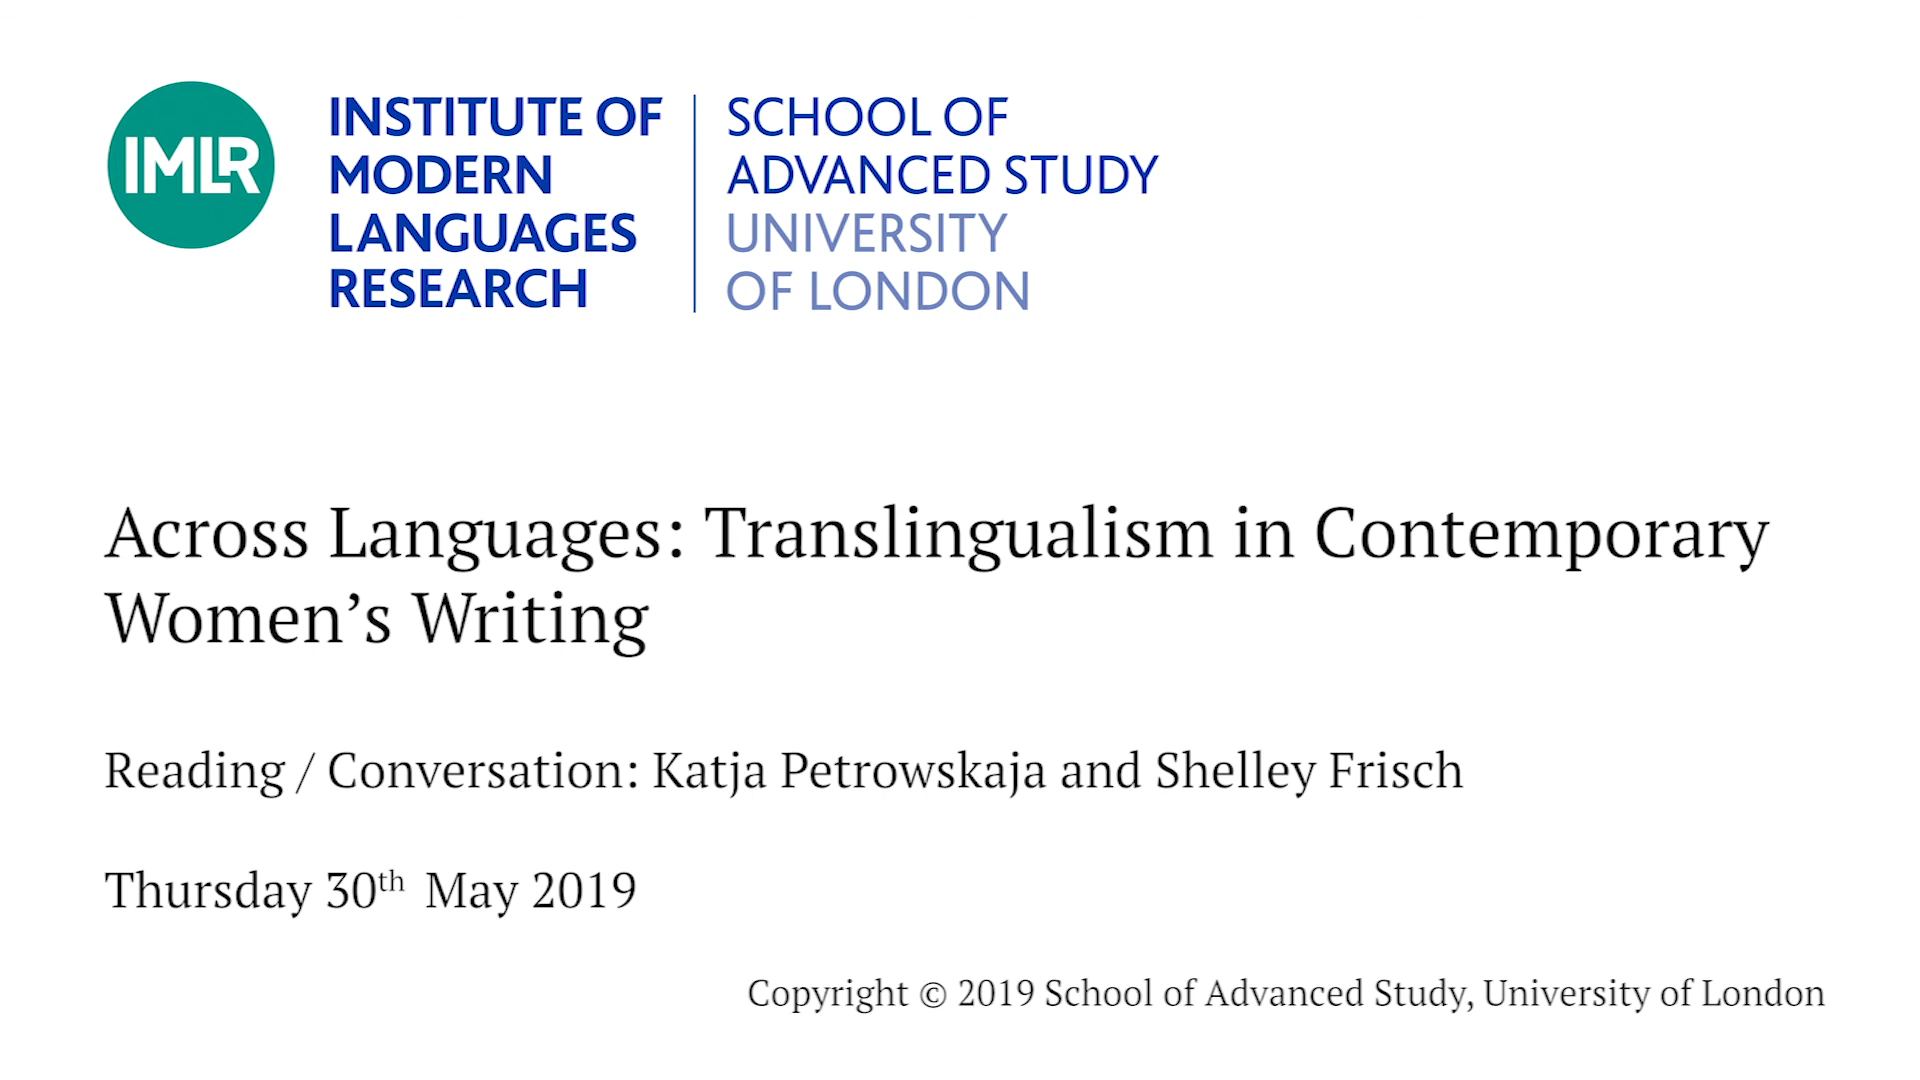 IMLR
INSTITUTE OF
MODERN
LANGUAGES
RESEARCH
SCHOOL OF
ADVANCED STUDY
UNIVERSITY
OF LONDON
Across Languages: Translingualism in Contemporary
Women’s Writing
Reading / Conversation: Katja Petrowskaja and Shelley Frisch
Thursday 30th May 2019
Copyright © 2019 School of Advanced Study, University of London